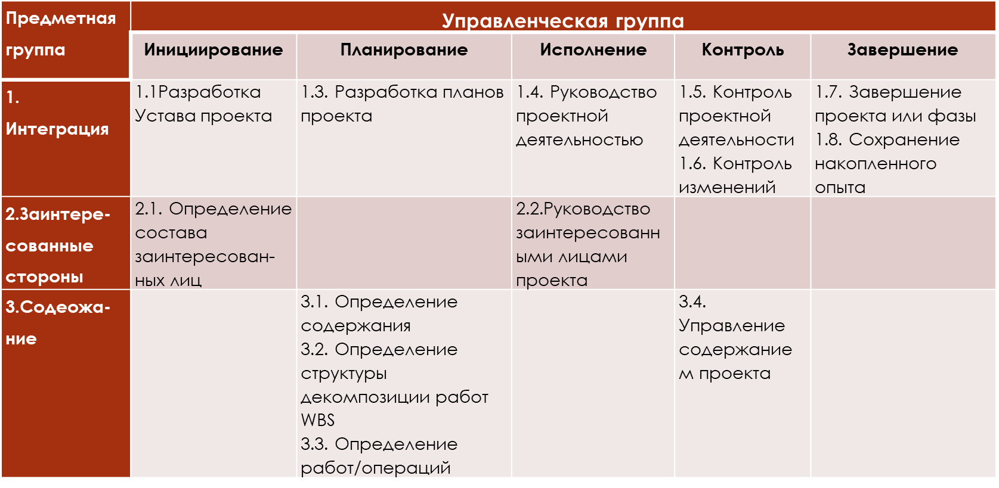 Предметная
группа
Управленческая группа
Инициирование
Планирование
Исполнение
Контроль
Завершение
1.
Интеграция
1.1Разработка
Устава проекта
1.3. Разработка планов
проекта
1.4. Руководство
проектной
деятельностью
1.5. Контроль
проектной
деятельности
1.6. Контроль
изменений
1.7. Завершение
проекта или фазы
1.8. Сохранение
накопленного
опыта
2.Заинтере-
сованные
стороны
2.1. Определение
состава
заинтересован-
ных лиц
2.2.Руководство
заинтересованн
ыми лицами
проекта
3.Содеожа-
ние
3.1. Определение
содержания
3.2. Определение
структуры
декомпозиции работ
WBS
3.3. Определение
работ/операций
3.4.
Управление
содержание
м проекта